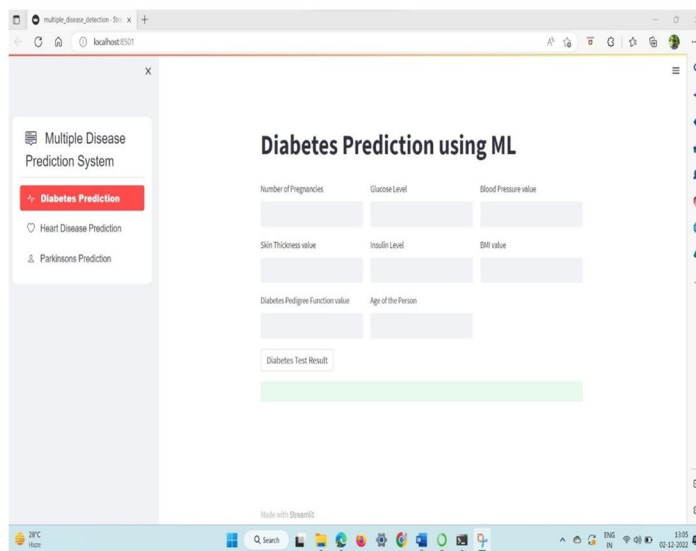 multiple_disease_detection - Stre
localhost:8501
Multiple Disease
Prediction System
Diabetes Prediction
Heart Disease Prediction
Parkinsons Prediction
Diabetes Prediction using ML
Number of Pregnancies Glucose Level Blood Pressure value
Skin Thickness value Insulin Level BMI value
Diabetes Pedigree Function value Age of the Person
Diabetes Test Result
Made with Streamlit
28°C
Haze
Search
ENG
IN
13:05
02-12-2022